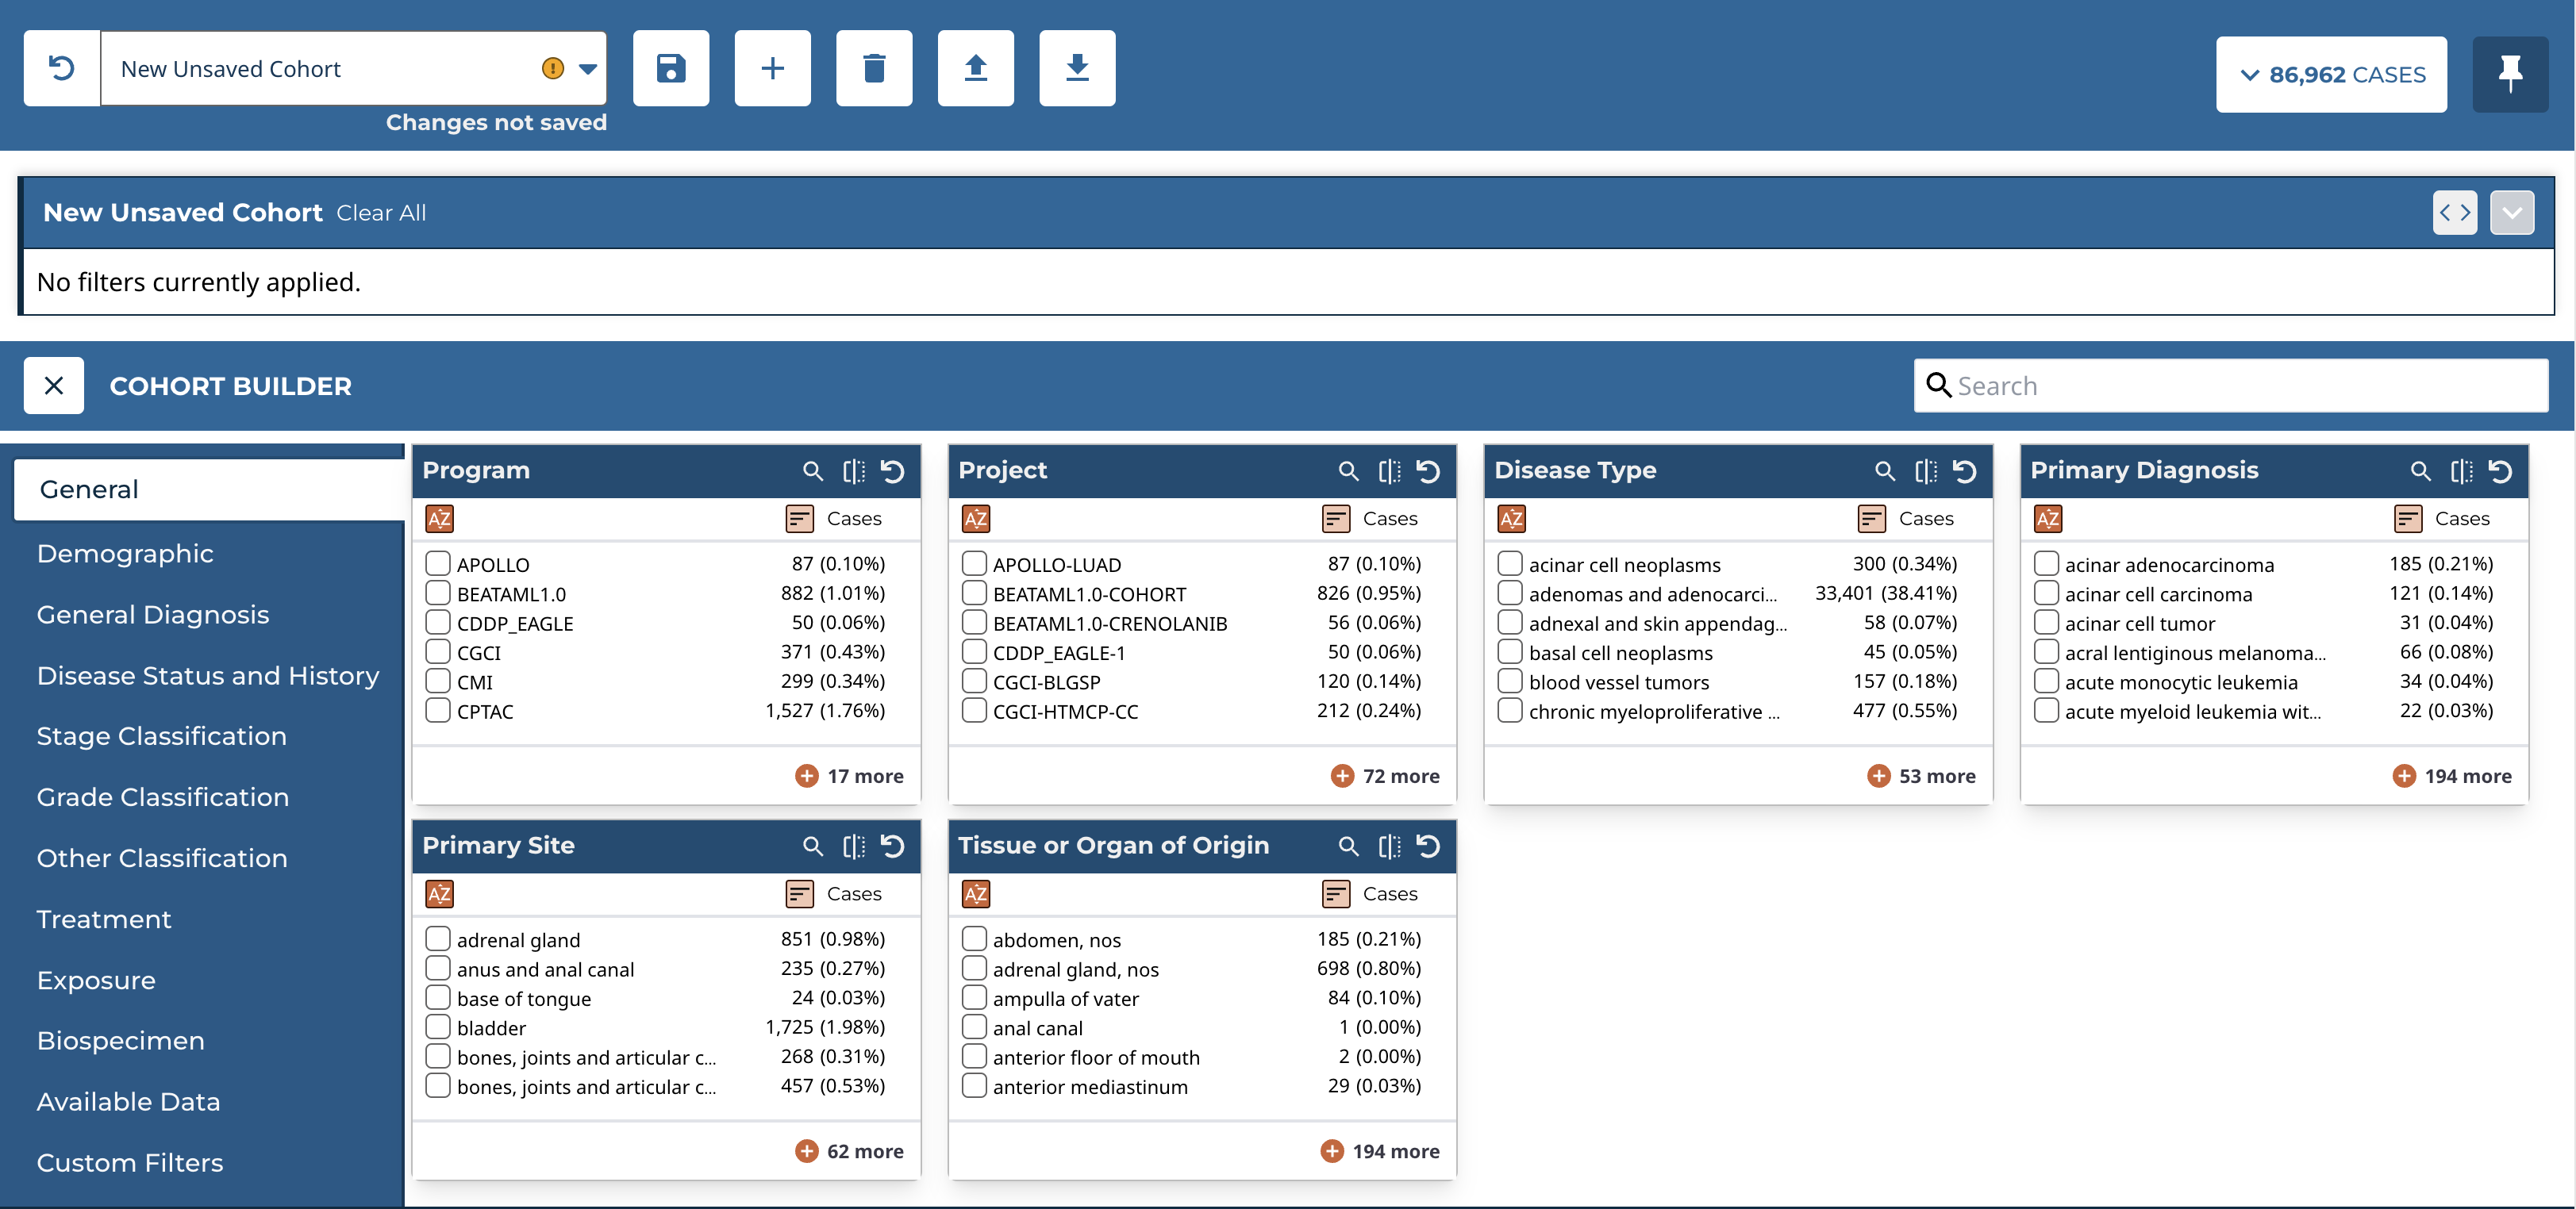 New Unsaved Cohort
Changes not saved
86,962 CASES
New Unsaved Cohort Clear All
No filters currently applied.
COHORT BUILDER
Search
General
Demographic
General Diagnosis
Disease Status and History
Stage Classification
Grade Classification
Other Classification
Treatment
Exposure
Biospecimen
Available Data
Custom Filters
Program
AZ Cases
APOLLO 87 (0.10%)
BEATAML1.0 882 (1.01%)
CDDP_EAGLE 50 (0.06%)
CGCI 371 (0.43%)
CMI 299 (0.34%)
CPTAC 1,527 (1.76%)
17 more
Project
AZ Cases
APOLLO-LUAD 87 (0.10%)
BEATAML1.0-COHORT 826 (0.95%)
BEATAML1.0-CRENOLANIB 56 (0.06%)
CDDP_EAGLE-1 50 (0.06%)
CGCI-BLGSP 120 (0.14%)
CGCI-HTMCP-CC 212 (0.24%)
72 more
Disease Type
AZ Cases
acinar cell neoplasms 300 (0.34%)
adenomas and adenocarci... 33,401 (38.41%)
adnexal and skin appendag... 58 (0.07%)
basal cell neoplasms 45 (0.05%)
blood vessel tumors 157 (0.18%)
chronic myeloproliferative ... 477 (0.55%)
53 more
Primary Diagnosis
AZ Cases
acinar adenocarcinoma 185 (0.21%)
acinar cell carcinoma 121 (0.14%)
acinar cell tumor 31 (0.04%)
acral lentiginous melanoma... 66 (0.08%)
acute monocytic leukemia 34 (0.04%)
acute myeloid leukemia wit... 22 (0.03%)
194 more
Primary Site
AZ Cases
adrenal gland 851 (0.98%)
anus and anal canal 235 (0.27%)
base of tongue 24 (0.03%)
bladder 1,725 (1.98%)
bones, joints and articular c... 268 (0.31%)
bones, joints and articular c... 457 (0.53%)
62 more
Tissue or Organ of Origin
AZ Cases
abdomen, nos 185 (0.21%)
adrenal gland, nos 698 (0.80%)
ampulla of vater 84 (0.10%)
anal canal 1 (0.00%)
anterior floor of mouth 2 (0.00%)
anterior mediastinum 29 (0.03%)
194 more